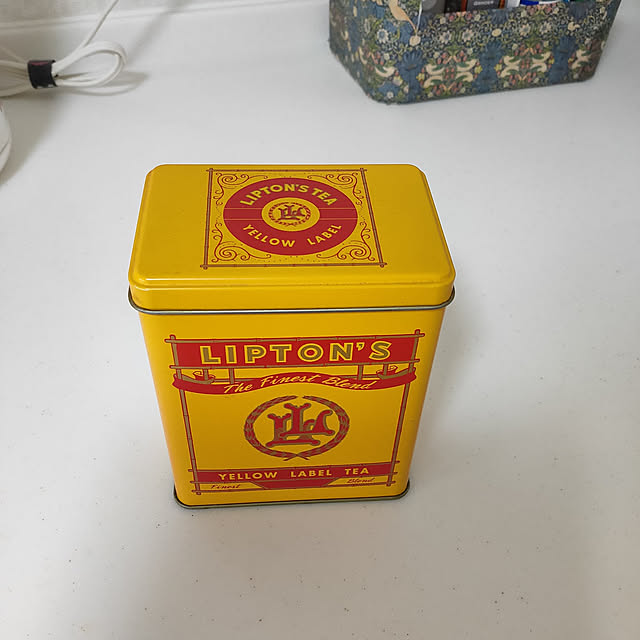 LIPTON'S TEA
YELLOW LABEL
LIPTON'S
The Finest Blend
YELLOW LABEL TEA
Finest Blend